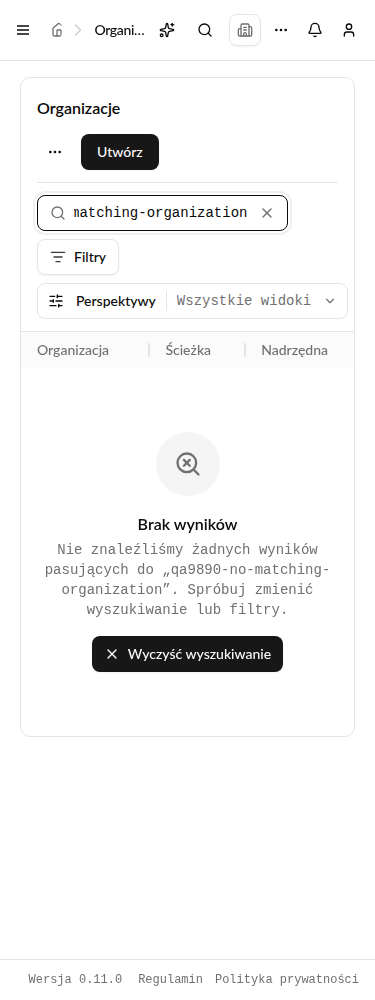 Organi...
Organizacje
Utwórz
matching-organization
Filtry
Perspektywy Wszystkie widoki
Organizacja Ścieżka Nadrzędna
Brak wyników
Nie znaleźliśmy żadnych wyników
pasujących do „qa9890-no-matching-
organization”. Spróbuj zmienić
wyszukiwanie lub filtry.
Wyczyść wyszukiwanie
Wersja 0.11.0 Regulamin Polityka prywatności